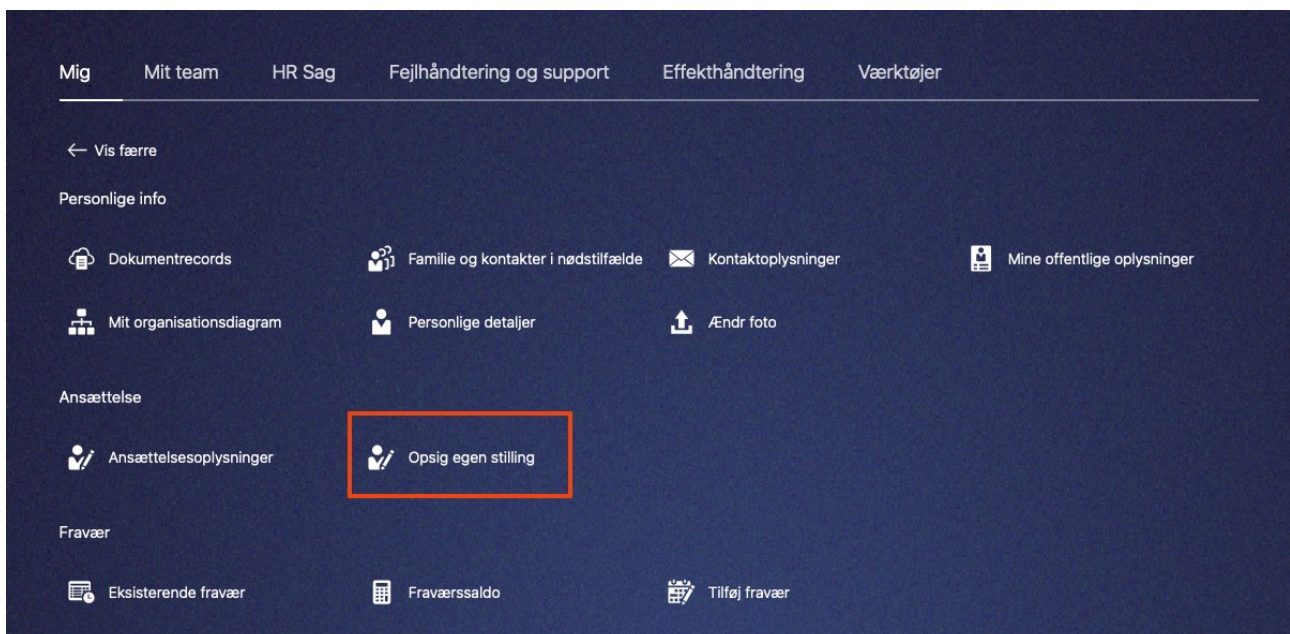 Mig Mit team HR Sag Fejlhåndtering og support Effekthåndtering Værktøjer
← Vis færre
Personlige info
Dokumentrecords Familie og kontakter i nødstilfælde Kontaktoplysninger Mine offentlige oplysninger
Mit organisationsdiagram Personlige detaljer Ændr foto
Ansættelse
Ansættelsesoplysninger Opsig egen stilling
Fravær
Eksisterende fravær Fraværssaldo Tilføj fravær